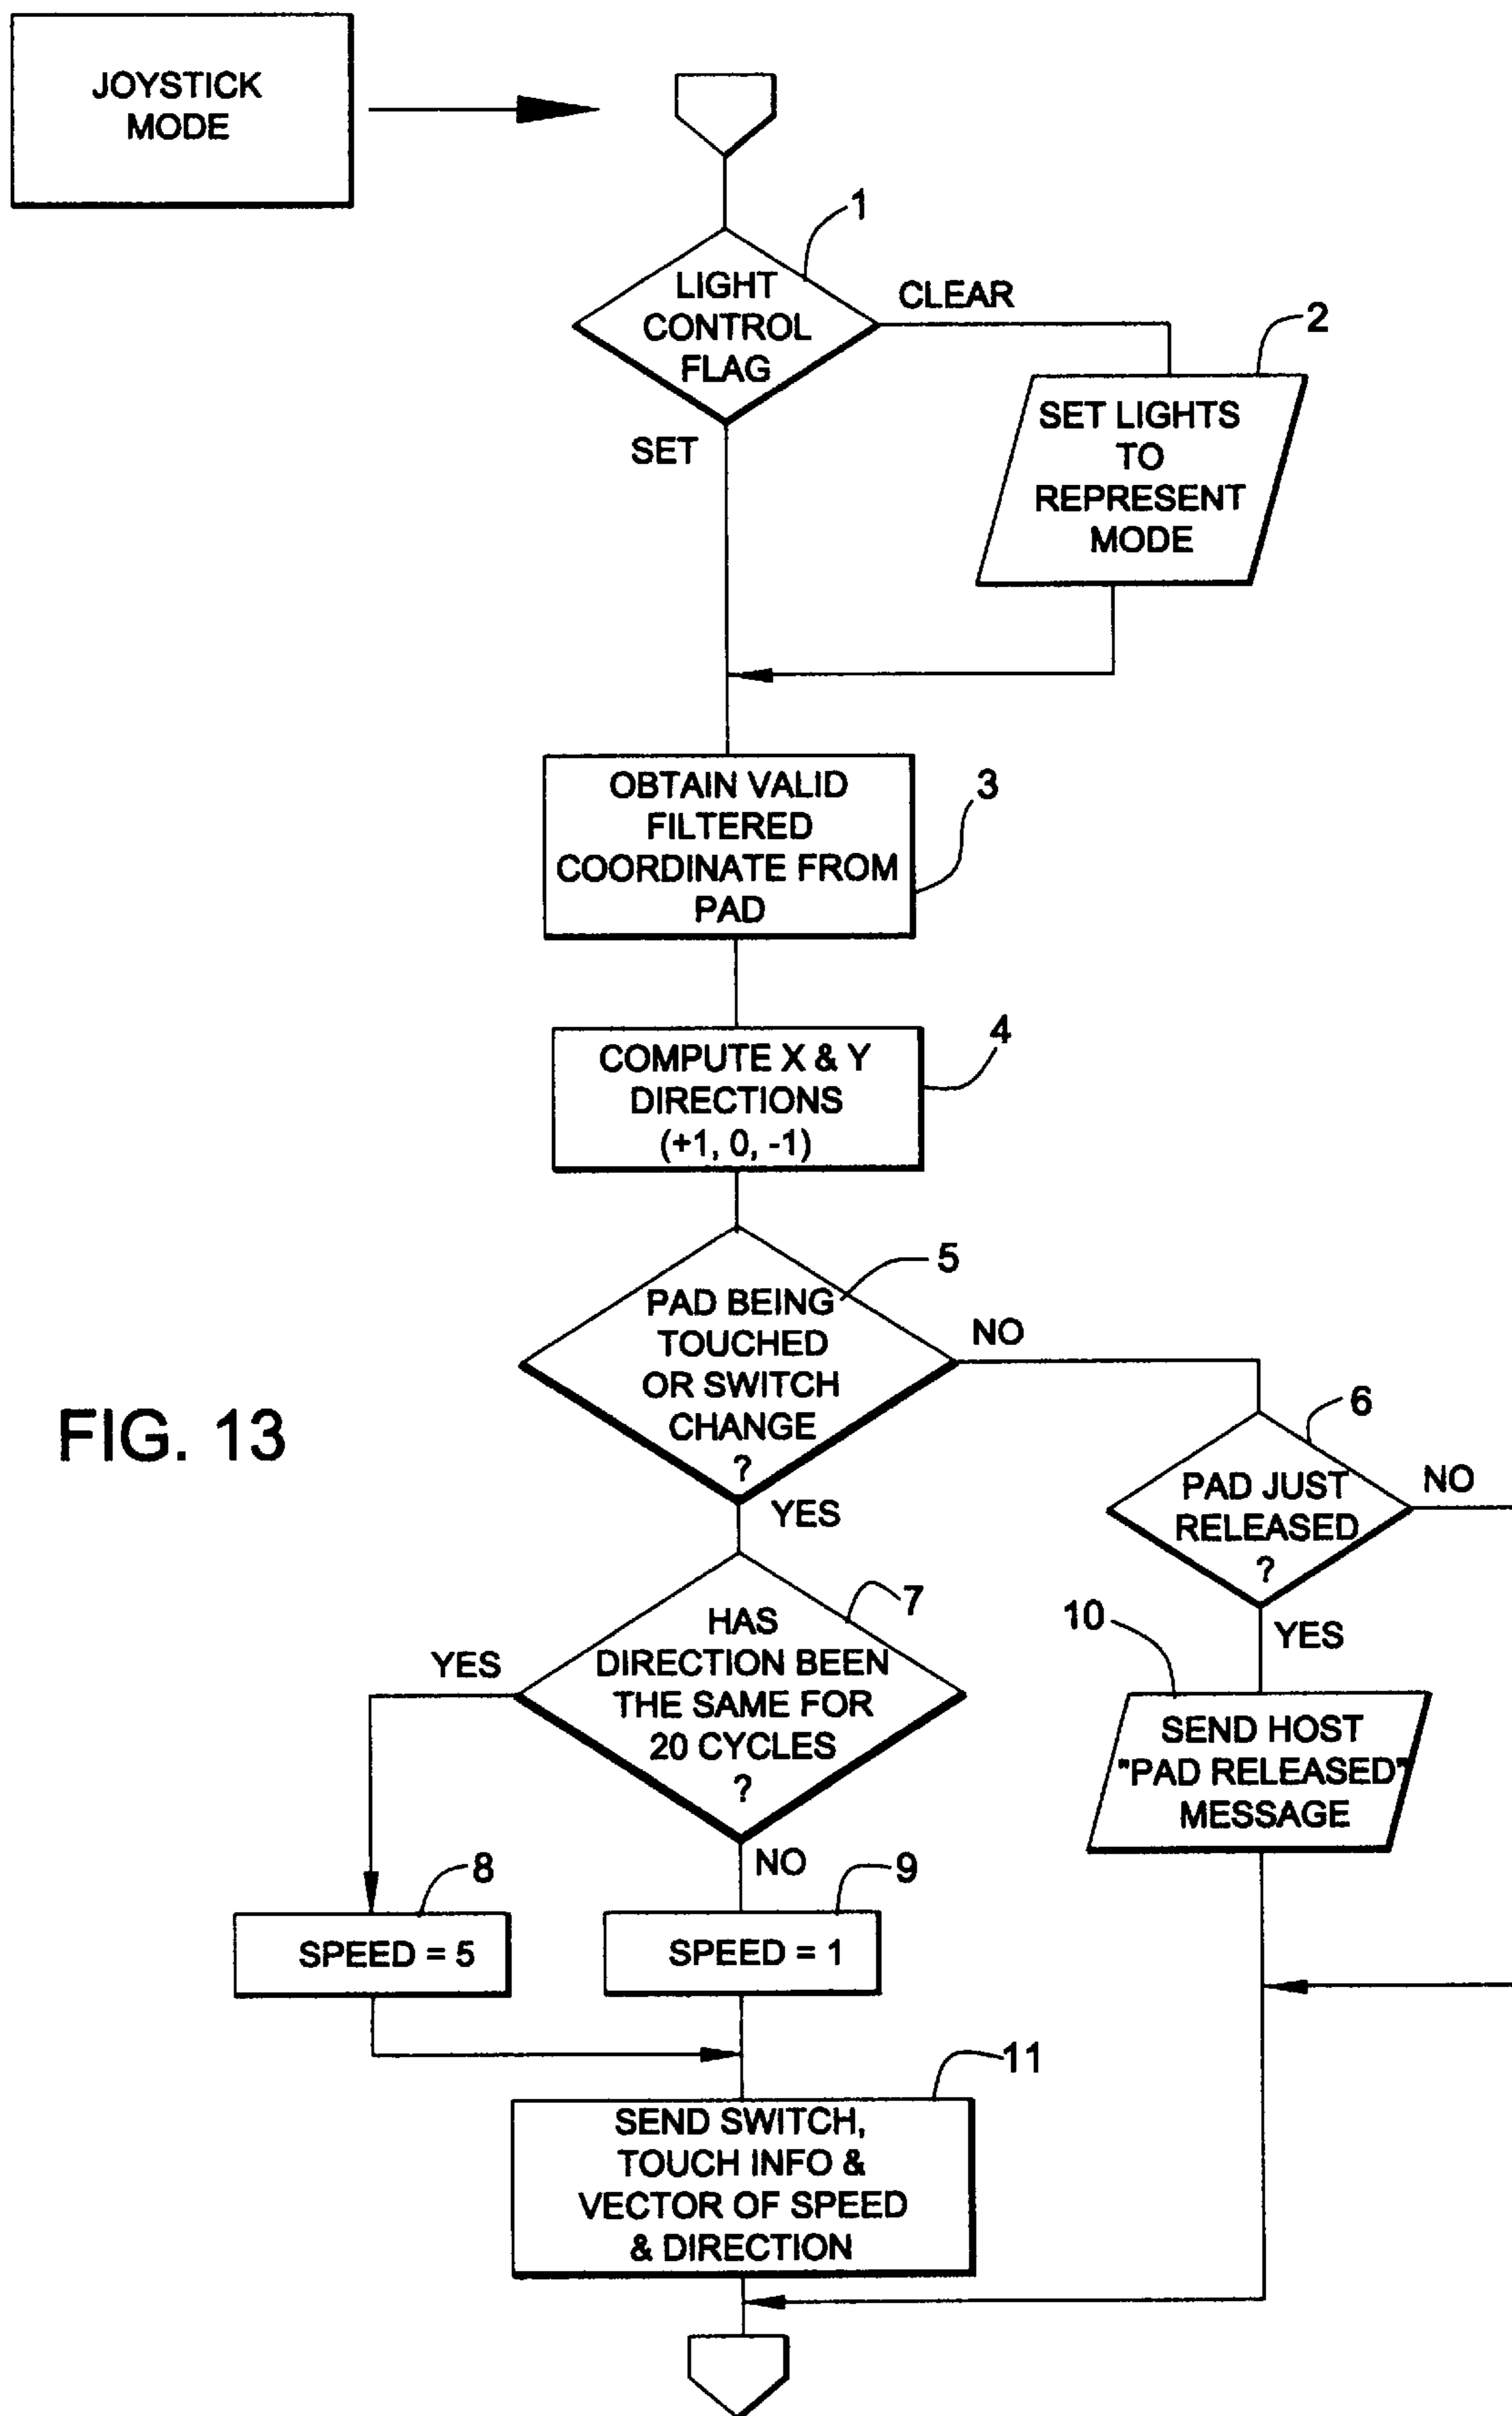 JOYSTICK
MODE
1
LIGHT
CONTROL
FLAG
CLEAR
SET
2
SET LIGHTS
TO
REPRESENT
MODE
3
OBTAIN VALID
FILTERED
COORDINATE FROM
PAD
4
COMPUTE X & Y
DIRECTIONS
(+1, 0, -1)
5
PAD BEING
TOUCHED
OR SWITCH
CHANGE
?
NO
YES
FIG. 13
6
PAD JUST
RELEASED
?
NO
YES
7
HAS
DIRECTION BEEN
THE SAME FOR
20 CYCLES
?
YES
NO
10
SEND HOST
"PAD RELEASED"
MESSAGE
8
SPEED = 5
9
SPEED = 1
11
SEND SWITCH,
TOUCH INFO &
VECTOR OF SPEED
& DIRECTION